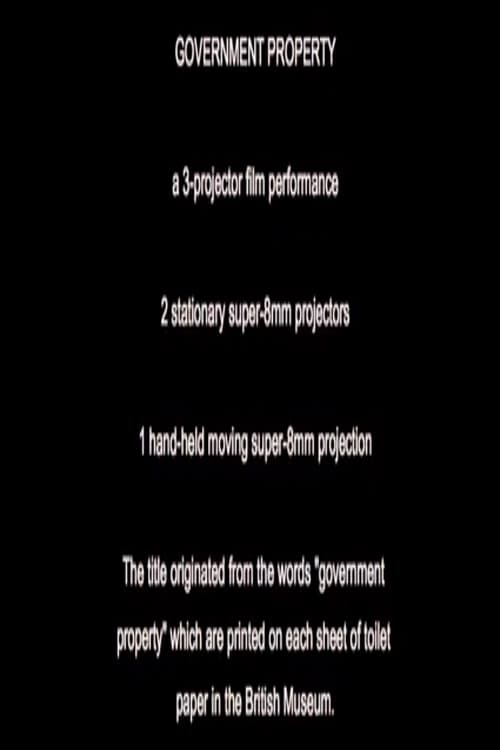 GOVERNMENT PROPERTY
a 3-projector film performance
2 stationary super-8mm projectors
1 hand-held moving super-8mm projection
The title originated from the words "government
property" which are printed on each sheet of toilet
paper in the British Museum.